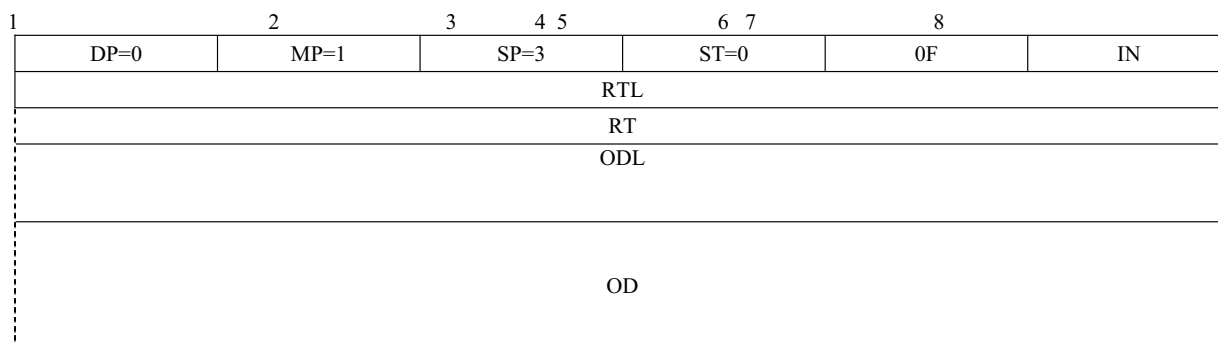 1 2 3 4 5 6 7 8
DP=0 MP=1 SP=3 ST=0 0F IN
RTL
RT
ODL
OD